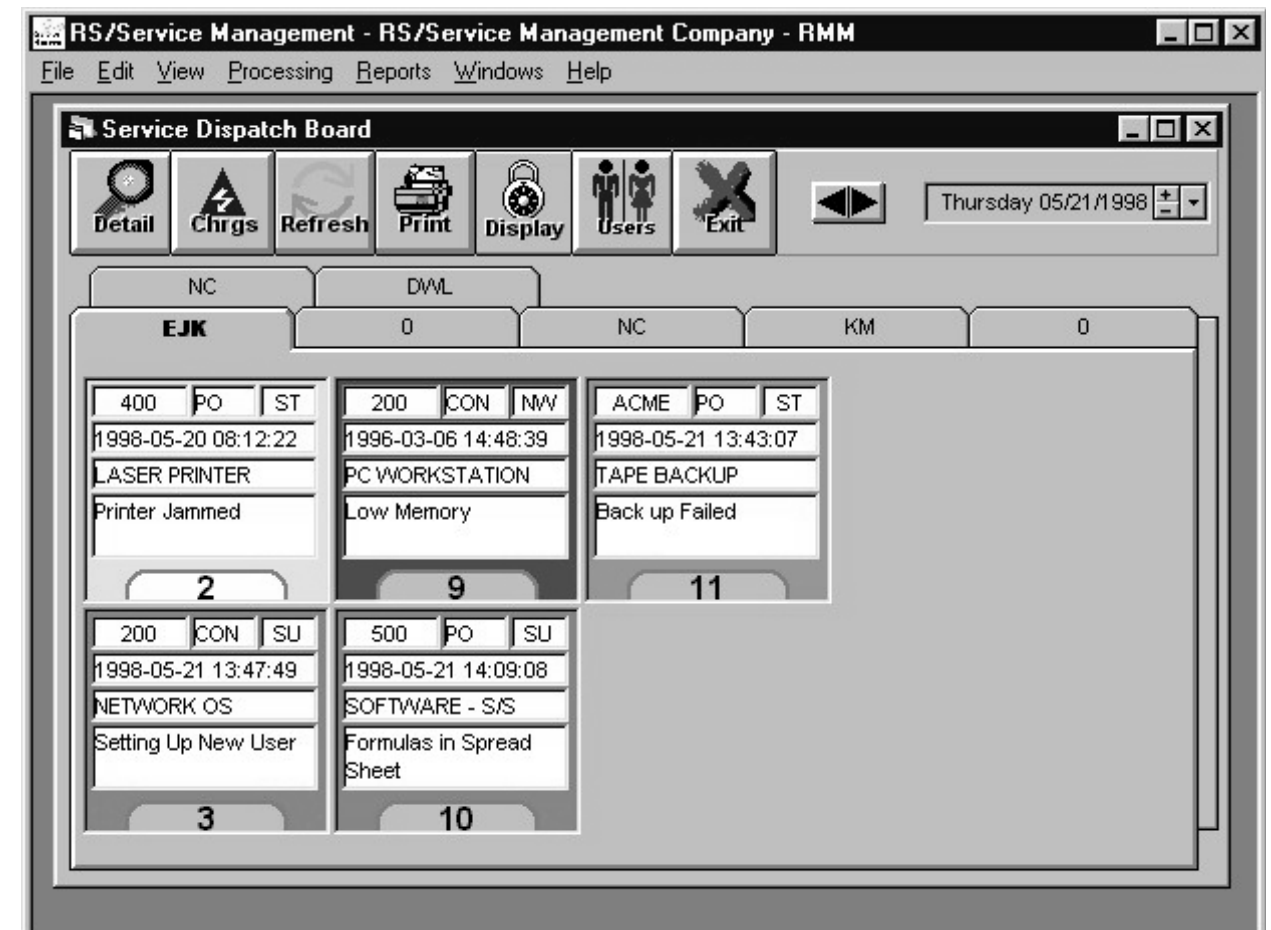 RS/Service Management - RS/Service Management Company - RMM
File Edit View Processing Reports Windows Help
Service Dispatch Board
Detail Chrgs Refresh Print Display Users Exit
Thursday 05/21/1998
NC DWL
EJK 0 NC KM 0
400 PO ST 200 CON NW ACME PO ST
1998-05-20 08:12:22 1996-03-06 14:48:39 1998-05-21 13:43:07
LASER PRINTER PC WORKSTATION TAPE BACKUP
Printer Jammed Low Memory Back up Failed
2 9 11
200 CON SU 500 PO SU
1998-05-21 13:47:49 1998-05-21 14:09:08
NETWORK OS SOFTWARE - S/S
Setting Up New User Formulas in Spread
Sheet
3 10